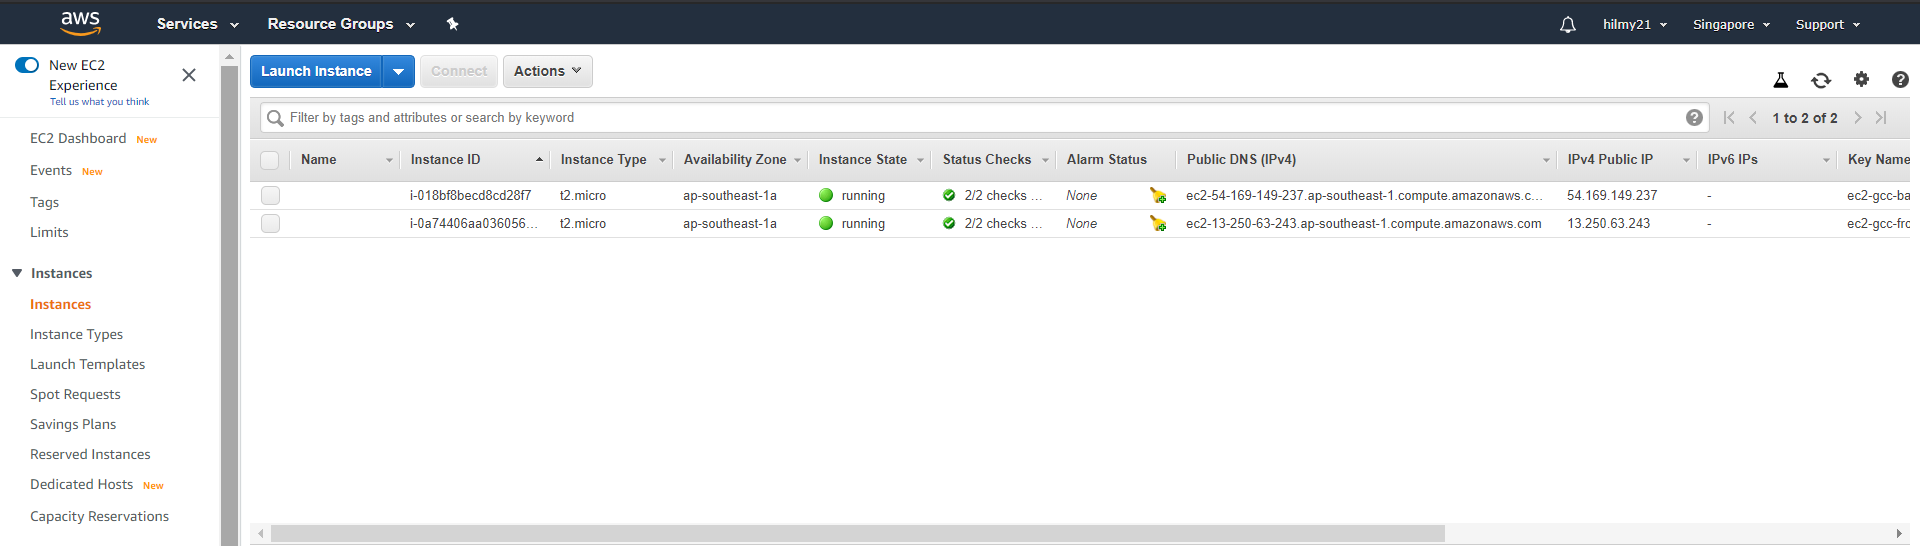 aws Services Resource Groups hilmy21 Singapore Support
New EC2
Experience
Tell us what you think
Launch Instance Connect Actions
Filter by tags and attributes or search by keyword 1 to 2 of 2
EC2 Dashboard New
Events New
Tags
Limits
Instances
Instances
Instance Types
Launch Templates
Spot Requests
Savings Plans
Reserved Instances
Dedicated Hosts New
Capacity Reservations
Name Instance ID Instance Type Availability Zone Instance State Status Checks Alarm Status Public DNS (IPv4) IPv4 Public IP IPv6 IPs Key Name
i-018bf8becd8cd28f7 t2.micro ap-southeast-1a running 2/2 checks ... None ec2-54-169-149-237.ap-southeast-1.compute.amazonaws.c... 54.169.149.237 - ec2-gcc-ba
i-0a74406aa036056... t2.micro ap-southeast-1a running 2/2 checks ... None ec2-13-250-63-243.ap-southeast-1.compute.amazonaws.com 13.250.63.243 - ec2-gcc-fro